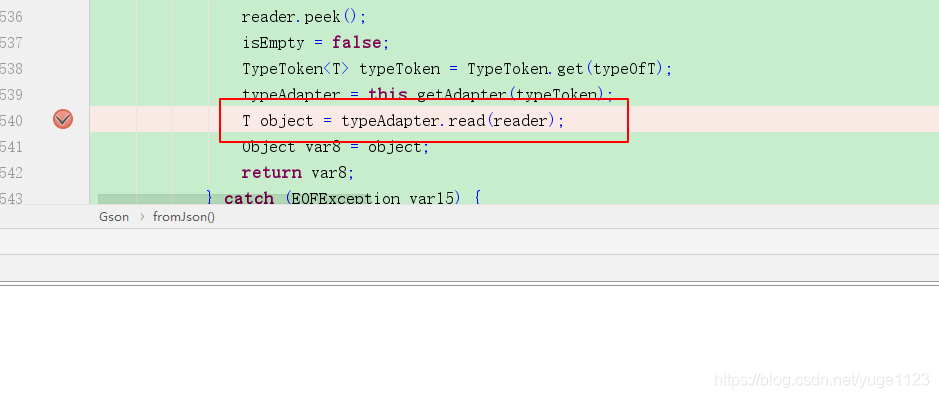 536 reader.peek();
537 isEmpty = false;
538 TypeToken<T> typeToken = TypeToken.get(typeOfT);
539 typeAdapter = this.getAdapter(typeToken);
540 T object = typeAdapter.read(reader);
541 Object var8 = object;
542 return var8;
543 } catch (EOFException var15) {
Gson › fromJson()
https://blog.csdn.net/yuge1123